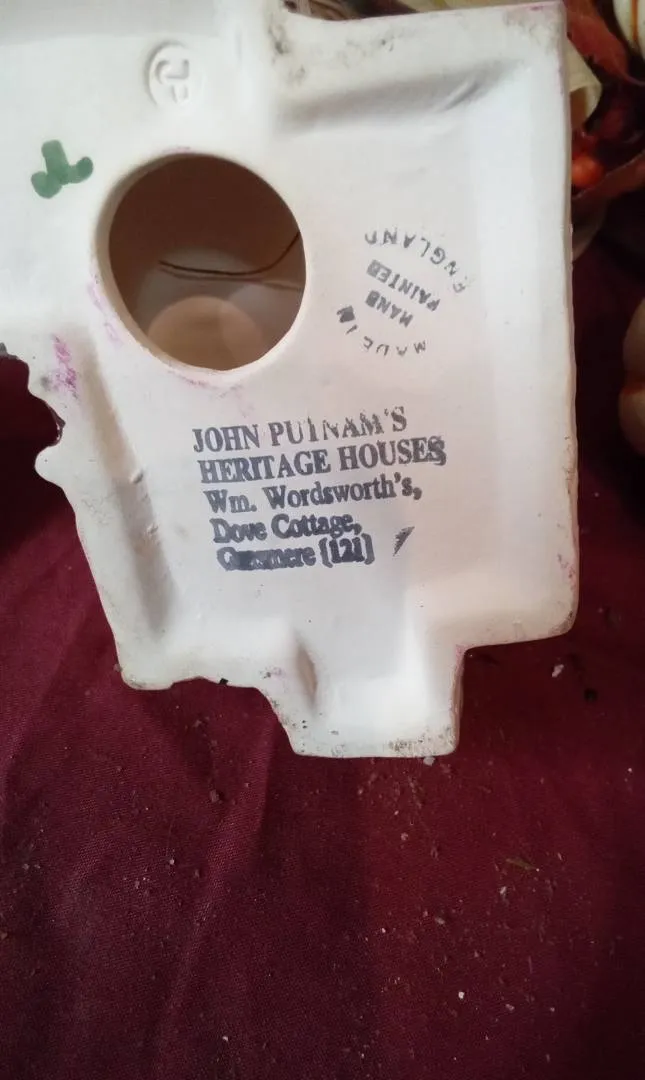 MADE IN
HAND
PAINTED
ENGLAND
JOHN PUTNAM'S
HERITAGE HOUSES
Wm. Wordsworth's,
Dove Cottage,
Grasmere (121)